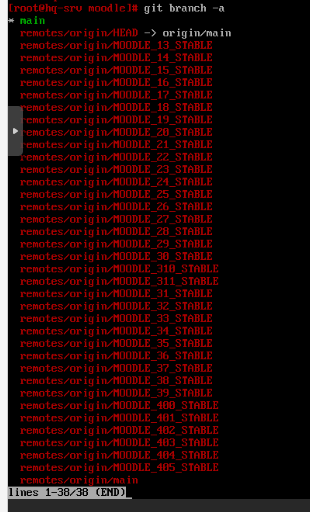 [root@hq-srv moodle]# git branch -a
* main
remotes/origin/HEAD -> origin/main
remotes/origin/MOODLE_13_STABLE
remotes/origin/MOODLE_14_STABLE
remotes/origin/MOODLE_15_STABLE
remotes/origin/MOODLE_16_STABLE
remotes/origin/MOODLE_17_STABLE
remotes/origin/MOODLE_18_STABLE
remotes/origin/MOODLE_19_STABLE
remotes/origin/MOODLE_20_STABLE
remotes/origin/MOODLE_21_STABLE
remotes/origin/MOODLE_22_STABLE
remotes/origin/MOODLE_23_STABLE
remotes/origin/MOODLE_24_STABLE
remotes/origin/MOODLE_25_STABLE
remotes/origin/MOODLE_26_STABLE
remotes/origin/MOODLE_27_STABLE
remotes/origin/MOODLE_28_STABLE
remotes/origin/MOODLE_29_STABLE
remotes/origin/MOODLE_30_STABLE
remotes/origin/MOODLE_310_STABLE
remotes/origin/MOODLE_311_STABLE
remotes/origin/MOODLE_31_STABLE
remotes/origin/MOODLE_32_STABLE
remotes/origin/MOODLE_33_STABLE
remotes/origin/MOODLE_34_STABLE
remotes/origin/MOODLE_35_STABLE
remotes/origin/MOODLE_36_STABLE
remotes/origin/MOODLE_37_STABLE
remotes/origin/MOODLE_38_STABLE
remotes/origin/MOODLE_39_STABLE
remotes/origin/MOODLE_400_STABLE
remotes/origin/MOODLE_401_STABLE
remotes/origin/MOODLE_402_STABLE
remotes/origin/MOODLE_403_STABLE
remotes/origin/MOODLE_404_STABLE
remotes/origin/MOODLE_405_STABLE
remotes/origin/main
lines 1-38/38 (END)